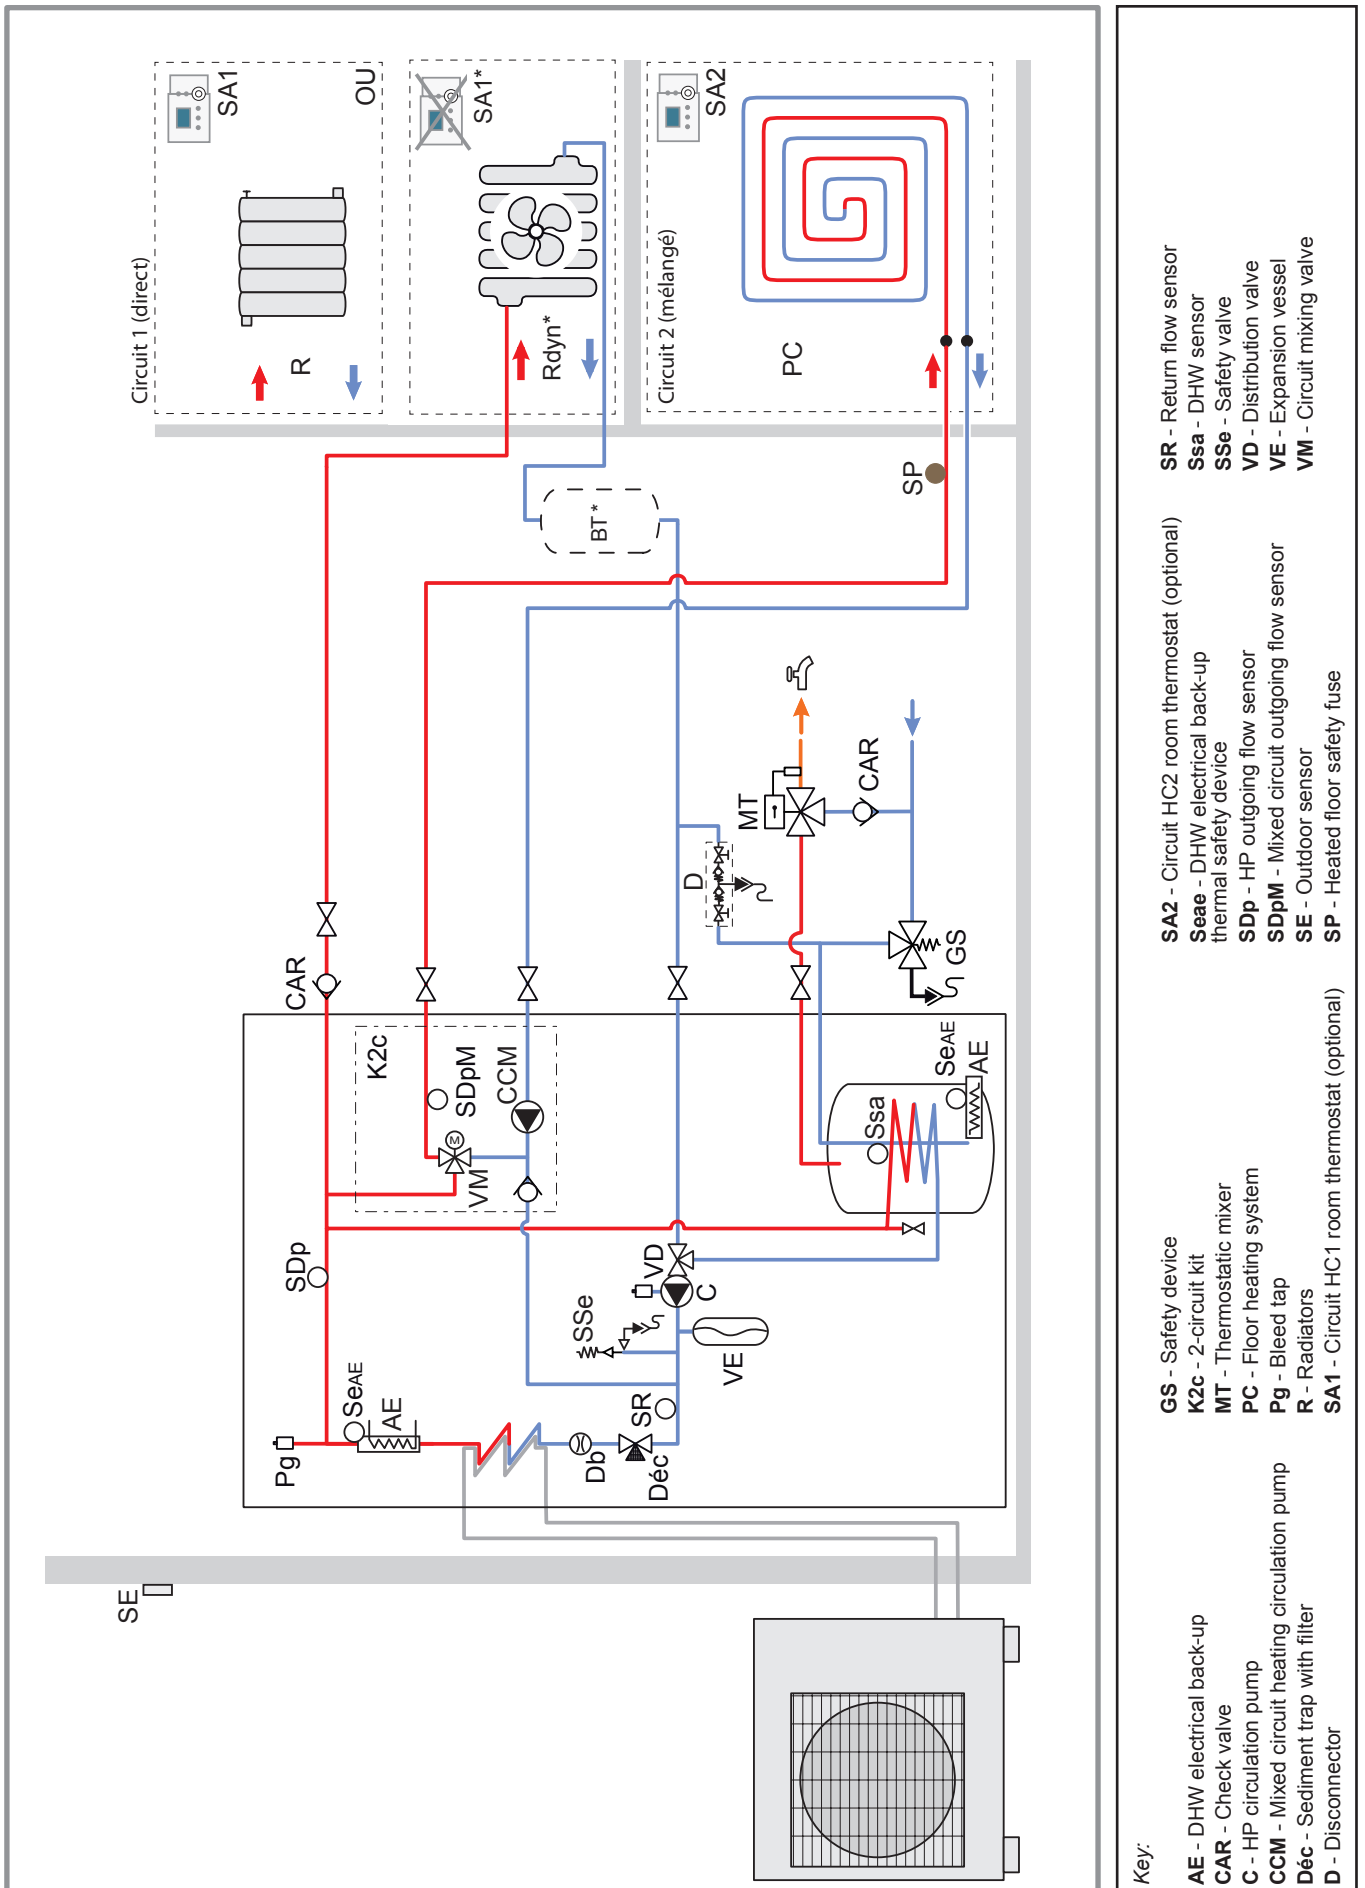 Circuit 1 (direct)
SA1
OU
R
SA1*
Rdyn*
Circuit 2 (mélangé)
SA2
PC
BT*
SP
CAR
K2c
SDpM
CCM
VM
SDp
MT
CAR
D
GS
SeAE
AE
Ssa
VD
C
SSe
VE
SR
Pg
SeAE
AE
Db
Déc
SE
M
Key:
AE - DHW electrical back-up
CAR - Check valve
C - HP circulation pump
CCM - Mixed circuit heating circulation pump
Déc - Sediment trap with filter
D - Disconnector
GS - Safety device
K2c - 2-circuit kit
MT - Thermostatic mixer
PC - Floor heating system
Pg - Bleed tap
R - Radiators
SA1 - Circuit HC1 room thermostat (optional)
SA2 - Circuit HC2 room thermostat (optional)
Seae - DHW electrical back-up
thermal safety device
SDp - HP outgoing flow sensor
SDpM - Mixed circuit outgoing flow sensor
SE - Outdoor sensor
SP - Heated floor safety fuse
SR - Return flow sensor
Ssa - DHW sensor
SSe - Safety valve
VD - Distribution valve
VE - Expansion vessel
VM - Circuit mixing valve